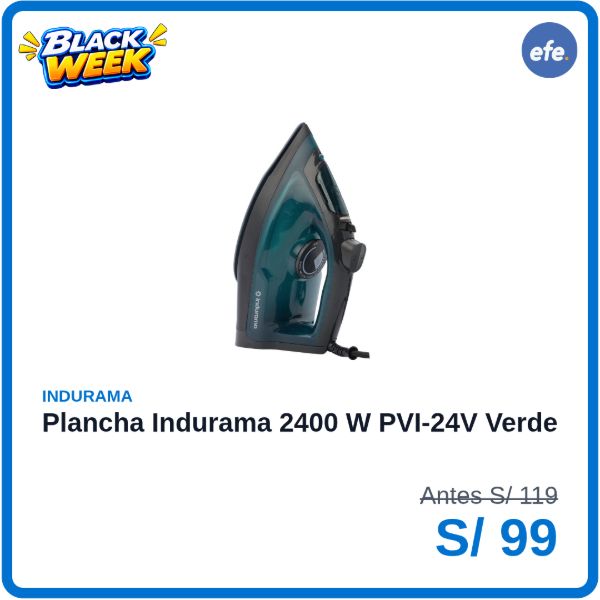 BLACK
WEEK
efe.
indurama
INDURAMA
Plancha Indurama 2400 W PVI-24V Verde
Antes S/ 119
S/ 99